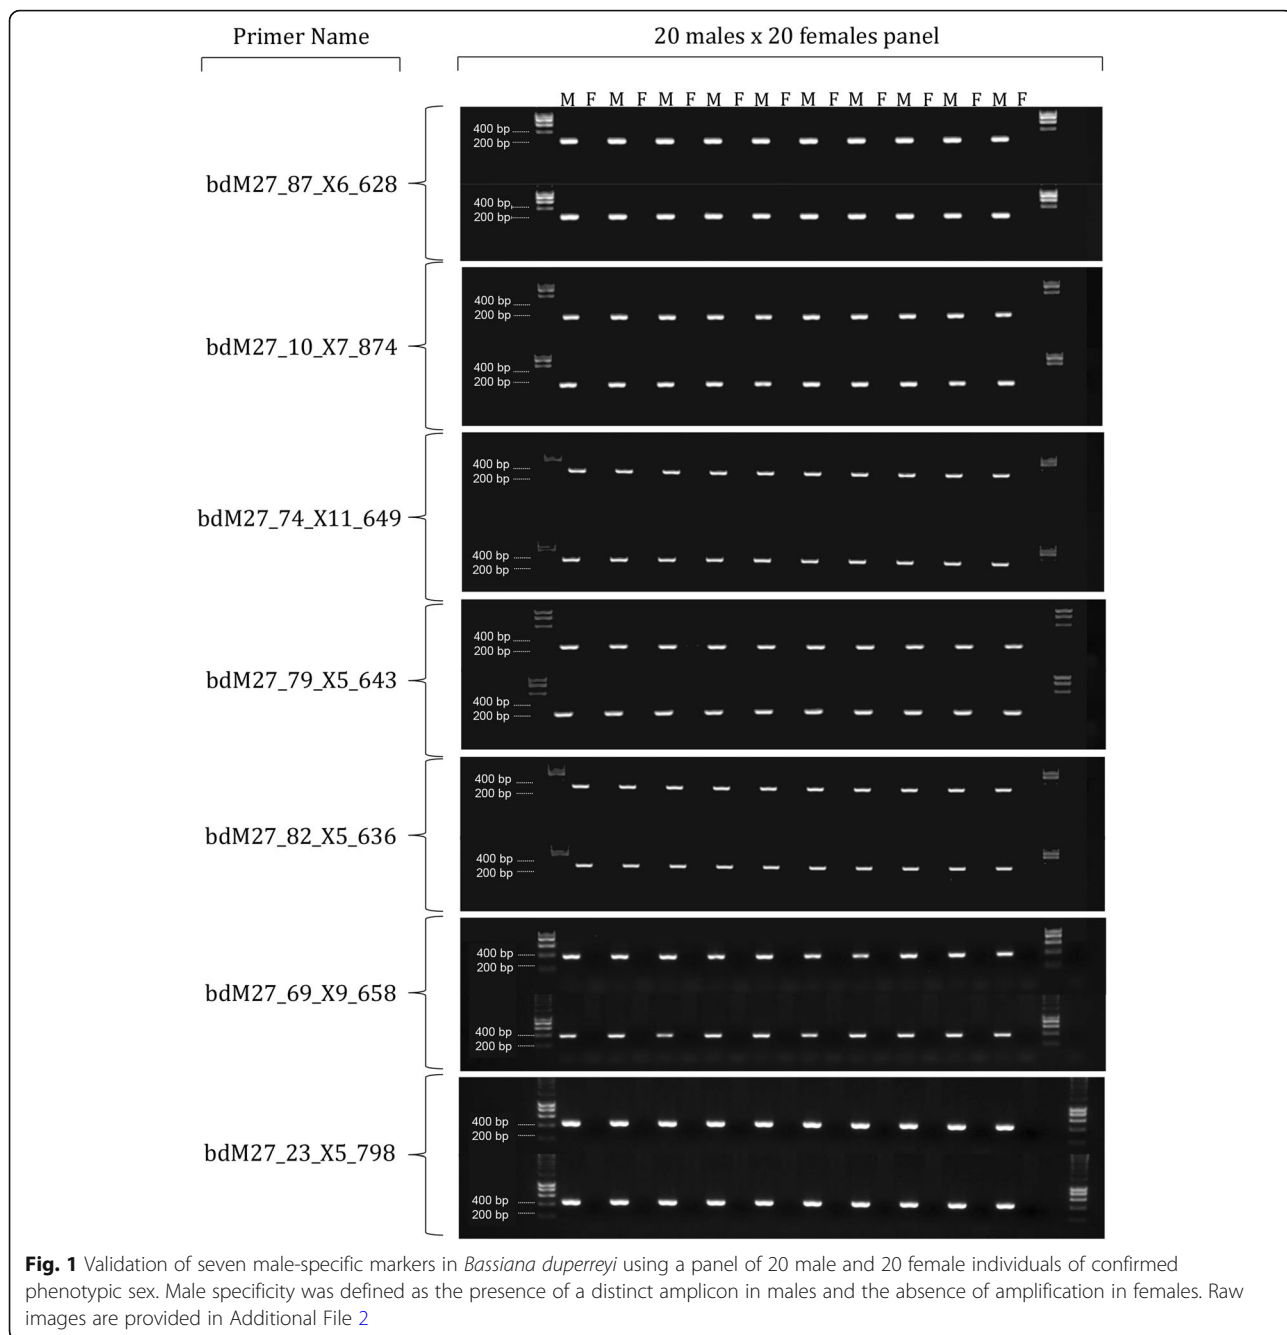 Primer Name
20 males x 20 females panel
M F M F M F M F M F M F M F M F M F M F
bdM27_87_X6_628
400 bp
200 bp
400 bp
200 bp
bdM27_10_X7_874
400 bp
200 bp
400 bp
200 bp
bdM27_74_X11_649
400 bp
200 bp
400 bp
200 bp
bdM27_79_X5_643
400 bp
200 bp
400 bp
200 bp
bdM27_82_X5_636
400 bp
200 bp
400 bp
200 bp
bdM27_69_X9_658
400 bp
200 bp
400 bp
200 bp
bdM27_23_X5_798
400 bp
200 bp
400 bp
200 bp
Fig. 1 Validation of seven male-specific markers in Bassiana duperreyi using a panel of 20 male and 20 female individuals of confirmed
phenotypic sex. Male specificity was defined as the presence of a distinct amplicon in males and the absence of amplification in females. Raw
images are provided in Additional File 2